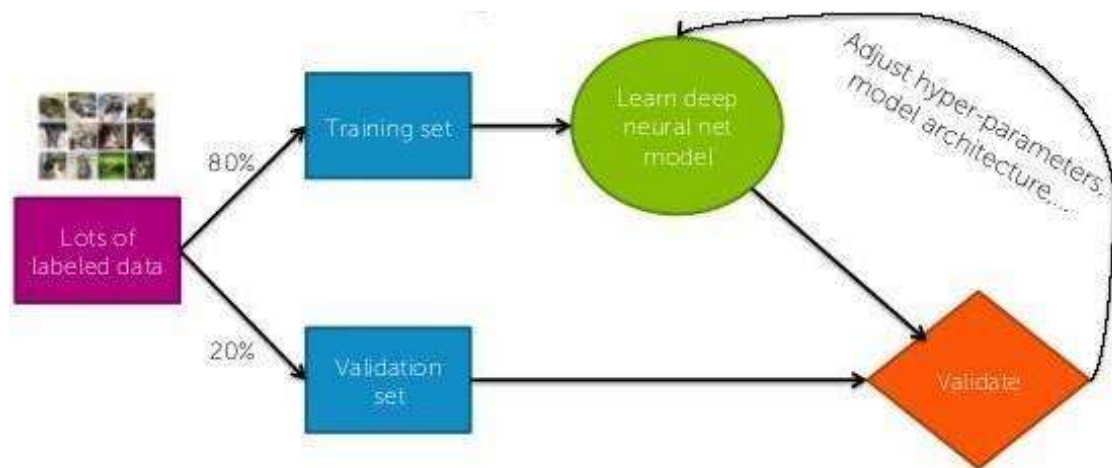 Lots of
labeled data
80%
20%
Training set
Validation
set
Learn deep
neural net
model
Validate
Adjust hyper-parameters,
model architecture,...